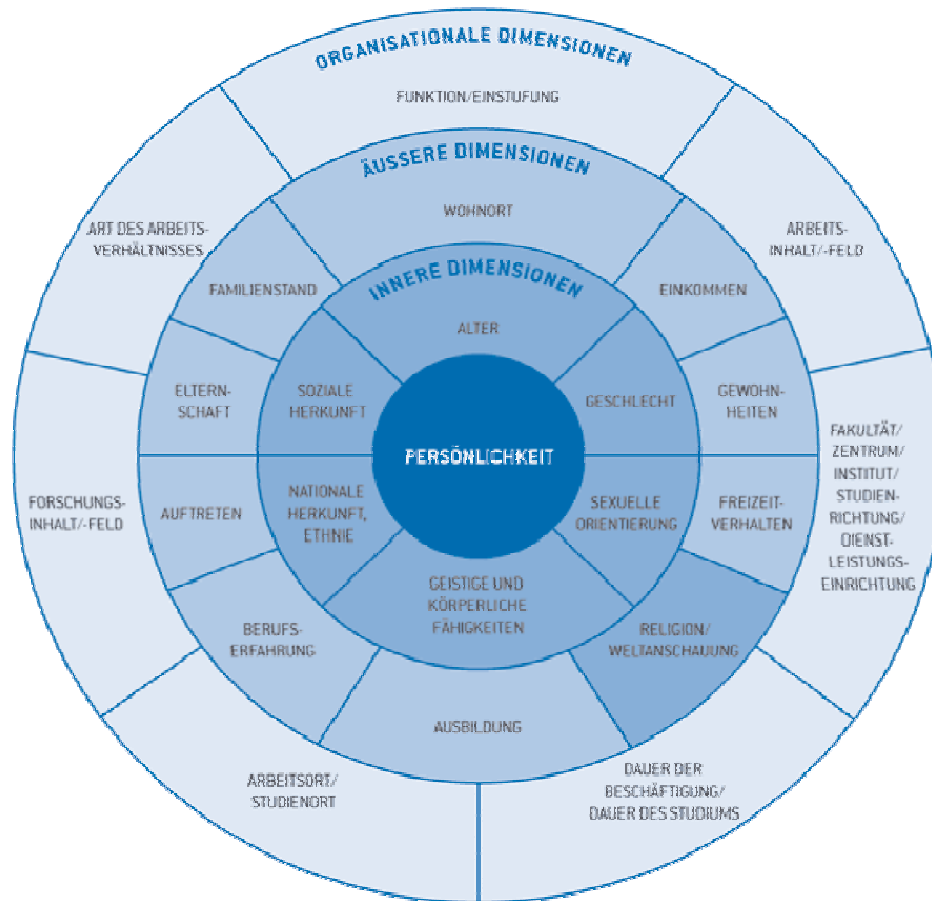 ORGANISATIONALE DIMENSIONEN
FUNKTION/EINSTUFUNG
ÄUSSERE DIMENSIONEN
WOHNORT
ART DES ARBEITS-
VERHÄLTNISSES
ARBEITS-
INHALT/-FELD
FAMILIENSTAND
INNERE DIMENSIONEN
EINKOMMEN
ALTER
ELTERN-
SCHAFT
SOZIALE
HERKUNFT
GESCHLECHT
GEWOHN-
HEITEN
PERSÖNLICHKEIT
FAKULTÄT/
ZENTRUM/
INSTITUT/
STUDIEN-
RICHTUNG/
DIENST-
LEISTUNGS-
EINRICHTUNG
FORSCHUNGS-
INHALT/-FELD
AUFTRETEN
NATIONALE
HERKUNFT,
ETHNIE
SEXUELLE
ORIENTIERUNG
FREIZEIT-
VERHALTEN
GEISTIGE UND
KÖRPERLICHE
FÄHIGKEITEN
BERUFS-
ERFAHRUNG
RELIGION/
WELTANSCHAUUNG
AUSBILDUNG
ARBEITSORT/
STUDIENORT
DAUER DER
BESCHÄFTIGUNG/
DAUER DES STUDIUMS